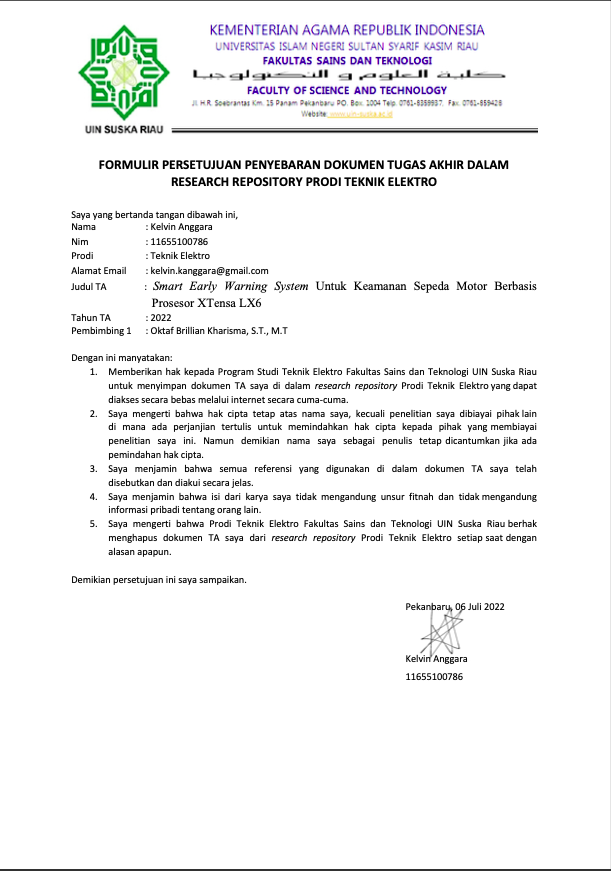 KEMENTERIAN AGAMA REPUBLIK INDONESIA
UNIVERSITAS ISLAM NEGERI SULTAN SYARIF KASIM RIAU
FAKULTAS SAINS DAN TEKNOLOGI
كلية العلوم و التكنولوجيا
FACULTY OF SCIENCE AND TECHNOLOGY
Jl. H.R. Soebrantas Km. 15 Panam Pekanbaru PO. Box. 1004 Telp. 0761-8359937, Fax. 0761-859428
Website: www.uin-suska.ac.id
UIN SUSKA RIAU
FORMULIR PERSETUJUAN PENYEBARAN DOKUMEN TUGAS AKHIR DALAM
RESEARCH REPOSITORY PRODI TEKNIK ELEKTRO
Saya yang bertanda tangan dibawah ini,
Nama : Kelvin Anggara
Nim : 11655100786
Prodi : Teknik Elektro
Alamat Email : kelvin.kanggara@gmail.com
Judul TA : Smart Early Warning System Untuk Keamanan Sepeda Motor Berbasis
Prosesor XTensa LX6
Tahun TA : 2022
Pembimbing 1 : Oktaf Brillian Kharisma, S.T., M.T
Dengan ini manyatakan:
1. Memberikan hak kepada Program Studi Teknik Elektro Fakultas Sains dan Teknologi UIN Suska Riau
untuk menyimpan dokumen TA saya di dalam research repository Prodi Teknik Elektro yang dapat
diakses secara bebas melalui internet secara cuma-cuma.
2. Saya mengerti bahwa hak cipta tetap atas nama saya, kecuali penelitian saya dibiayai pihak lain
di mana ada perjanjian tertulis untuk memindahkan hak cipta kepada pihak yang membiayai
penelitian saya ini. Namun demikian nama saya sebagai penulis tetap dicantumkan jika ada
pemindahan hak cipta.
3. Saya menjamin bahwa semua referensi yang digunakan di dalam dokumen TA saya telah
disebutkan dan diakui secara jelas.
4. Saya menjamin bahwa isi dari karya saya tidak mengandung unsur fitnah dan tidak mengandung
informasi pribadi tentang orang lain.
5. Saya mengerti bahwa Prodi Teknik Elektro Fakultas Sains dan Teknologi UIN Suska Riau berhak
menghapus dokumen TA saya dari research repository Prodi Teknik Elektro setiap saat dengan
alasan apapun.
Demikian persetujuan ini saya sampaikan.
Pekanbaru, 06 Juli 2022
Kelvin Anggara
11655100786